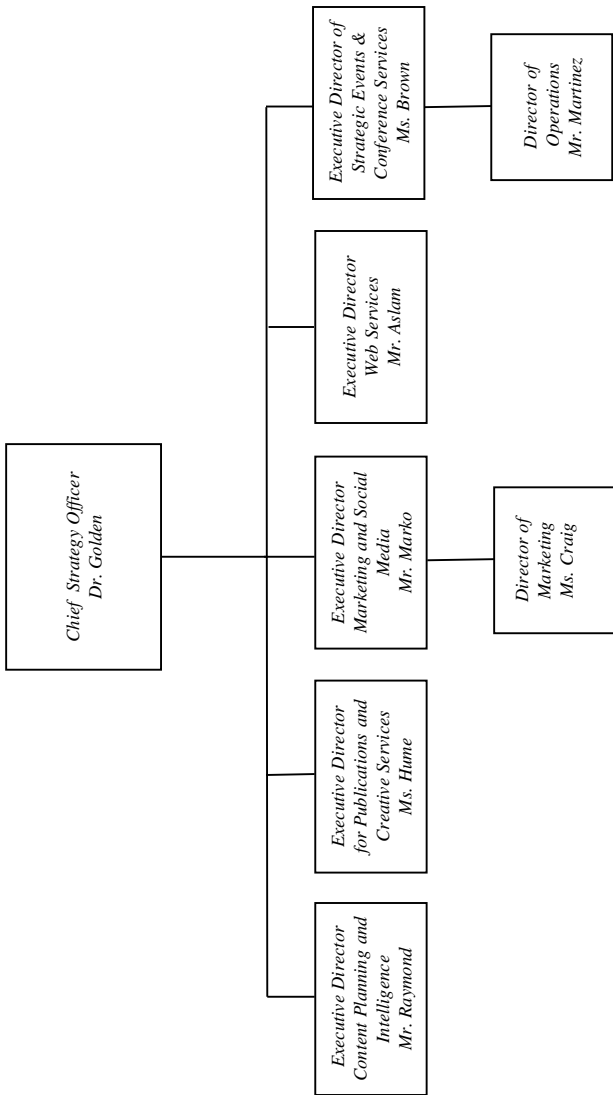 Chief Strategy Officer
Dr. Golden
Executive Director
Content Planning and
Intelligence
Mr. Raymond
Executive Director
for Publications and
Creative Services
Ms. Hume
Executive Director
Marketing and Social
Media
Mr. Marko
Executive Director
Web Services
Mr. Aslam
Executive Director of
Strategic Events &
Conference Services
Ms. Brown
Director of
Marketing
Ms. Craig
Director of
Operations
Mr. Martinez